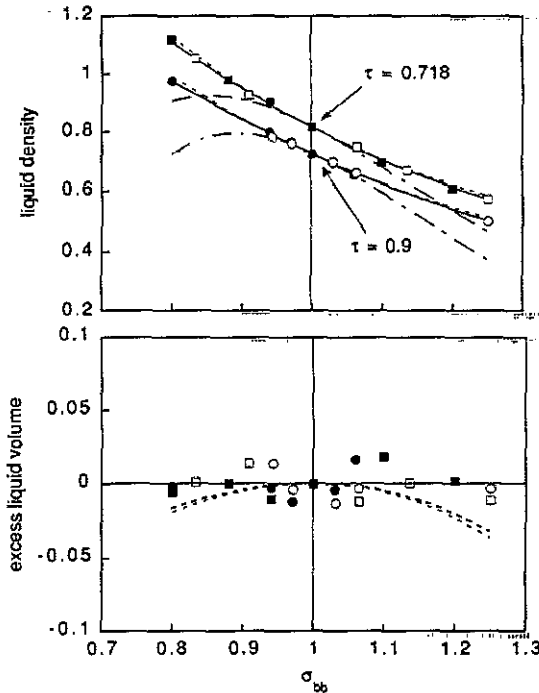 1.2
1
0.8
0.6
0.4
0.2
liquid density
τ = 0.718
τ = 0.9
0.1
0.05
0
-0.05
-0.1
excess liquid volume
0.7 0.8 0.9 1 1.1 1.2 1.3
σbb